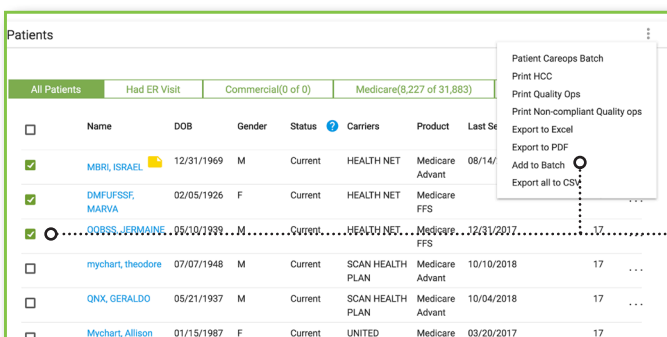 Patients
Patient Careops Batch
Print HCC
Print Quality Ops
Print Non-compliant Quality ops
Export to Excel
Export to PDF
Add to Batch
Export all to CSV
All Patients Had ER Visit Commercial(0 of 0) Medicare(8,227 of 31,883)
Name DOB Gender Status ? Carriers Product Last Se
MBRI, ISRAEL 12/31/1969 M Current HEALTH NET Medicare 08/14/
Advant
DMFUFSSF, 02/05/1926 F Current HEALTH NET Medicare
MARVA FFS
QQBSS, JERMAINE 05/10/1939 M Current HEALTH NET Medicare 12/31/2017 17 ...
FFS
mychart, theodore 07/07/1948 M Current SCAN HEALTH Medicare 10/10/2018 17 ...
PLAN Advant
QNX, GERALDO 05/21/1937 M Current SCAN HEALTH Medicare 10/04/2018 17 ...
PLAN Advant
Mychart, Allison 01/15/1987 F Current UNITED Medicare 03/20/2017 17